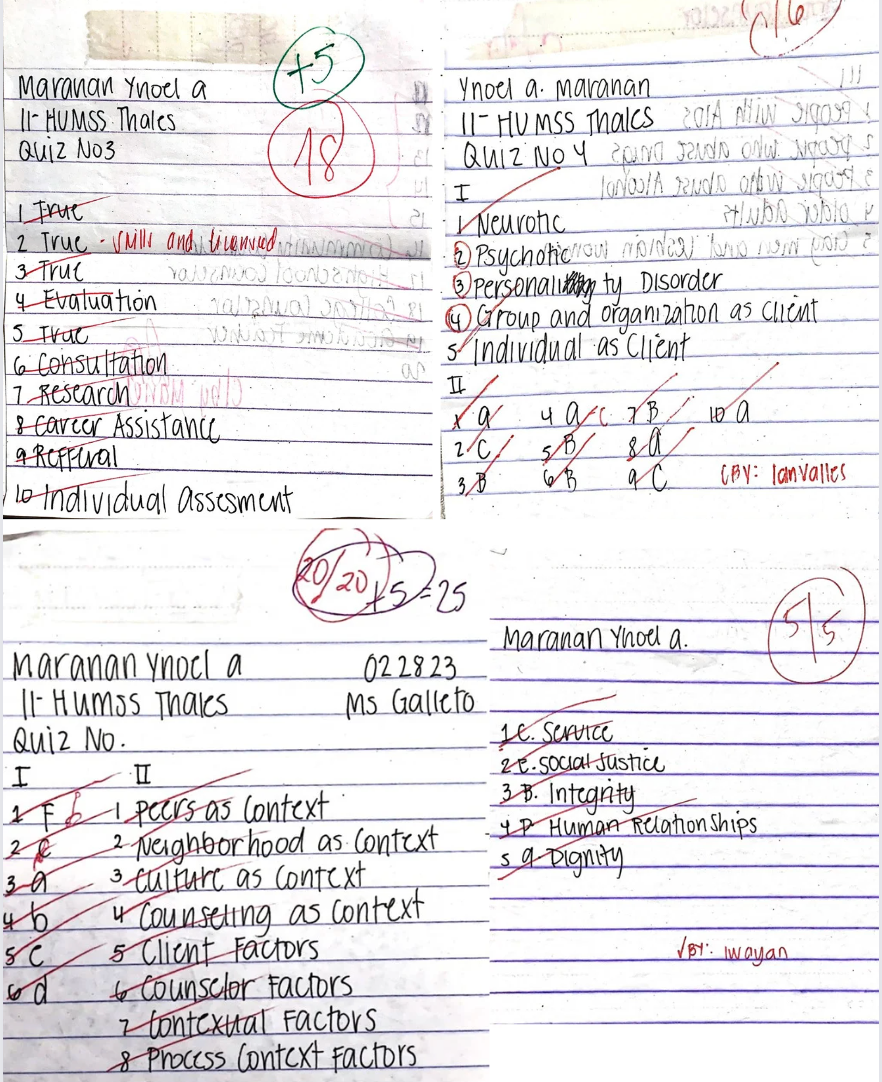 +5
18
Maranan Ynoel a
11- HUMSS Thales
Quiz No3
1 True
2 True - skills and licensed
3 True
4 Evaluation
5 True
6 Consultation
7 Research
8 Career Assistance
9 Refferal
10 Individual assesment
Ynoel a. maranan
11- HUMSS Thales
Quiz No 4
I
1 Neurotic
2 Psychotic
3 Personality Disorder
4 Group and organization as client
5 Individual as Client
II
1 a 4 a c 7 B 10 a
2 C 5 B 8 a
3 B 6 B 9 C
CBY: Ianvalles
20/20 +5 = 25
Maranan Ynoel a 022823
11- Humss Thales Ms Galleto
Quiz No.
I II
1 F b 1 peers as Context
2 e 2 Neighborhood as Context
3 a 3 Culture as Context
4 b 4 Counseling as context
5 c 5 Client Factors
6 d 6 Counselor Factors
7 Contextual Factors
8 Process Context Factors
5/5
Maranan Ynoel a.
1 C. Service
2 E. Social Justice
3 B. Integrity
4 D Human Relationships
5 a Dignity
√BY: Iwayan